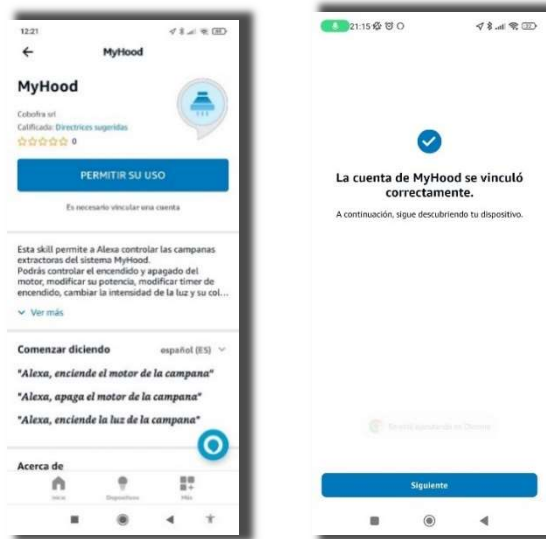 12:21
MyHood
MyHood
Cobofra srl
Calificada: Directrices sugeridas
0
PERMITIR SU USO
Es necesario vincular una cuenta
Esta skill permite a Alexa controlar las campanas
extractoras del sistema MyHood.
Podrás controlar el encendido y apagado del
motor, modificar su potencia, modificar timer de
encendido, cambiar la intensidad de la luz y su col...
Ver más
Comenzar diciendo español (ES)
"Alexa, enciende el motor de la campana"
"Alexa, apaga el motor de la campana"
"Alexa, enciende la luz de la campana"
Acerca de
Inicio Dispositivos Más
21:15
La cuenta de MyHood se vinculó
correctamente.
A continuación, sigue descubriendo tu dispositivo.
Siguiente